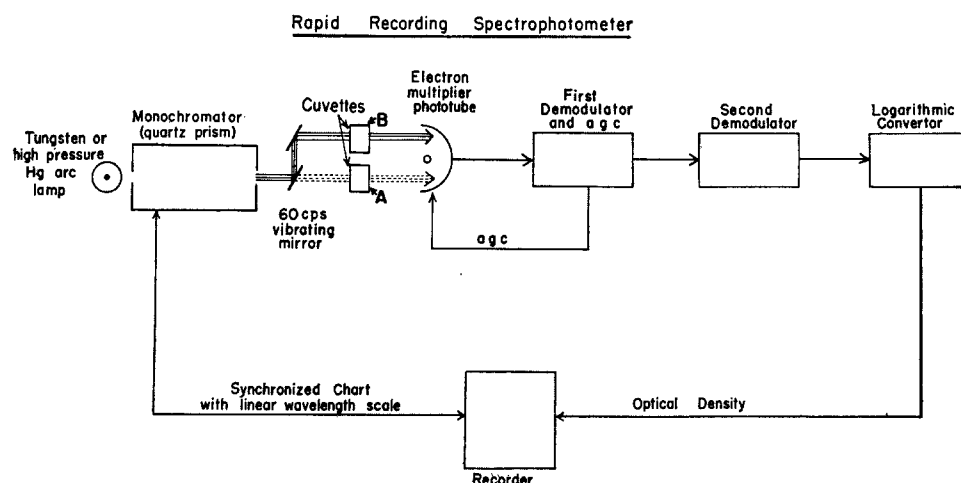 Rapid Recording Spectrophotometer
Tungsten or
high pressure
Hg arc
lamp
Monochromator
(quartz prism)
60 cps
vibrating
mirror
Cuvettes
B
A
Electron
multiplier
phototube
First
Demodulator
and a g c
Second
Demodulator
Logarithmic
Convertor
a g c
Synchronized Chart
with linear wavelength scale
Optical Density
Recorder